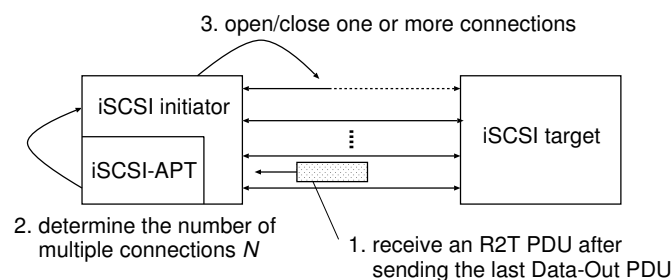 3. open/close one or more connections
iSCSI initiator
iSCSI target
iSCSI-APT
2. determine the number of
multiple connections N
1. receive an R2T PDU after
sending the last Data-Out PDU